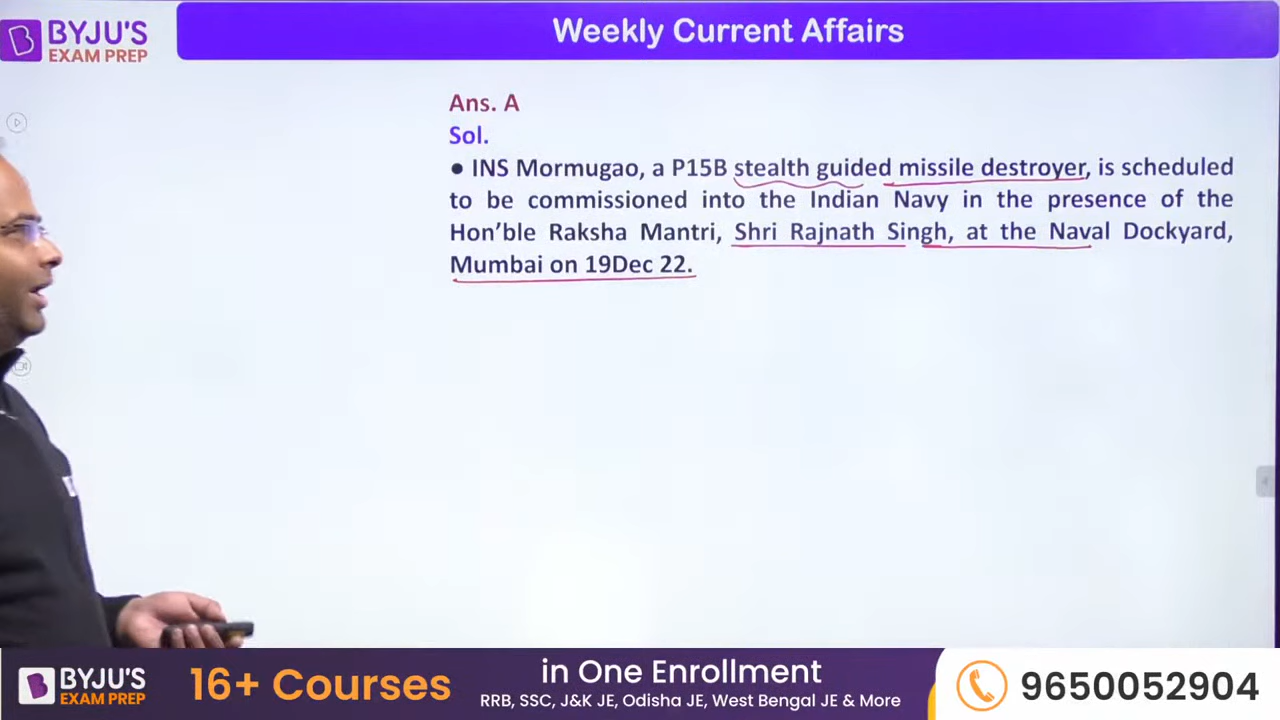 BYJU'S
EXAM PREP
Weekly Current Affairs
Ans. A
Sol.
● INS Mormugao, a P15B stealth guided missile destroyer, is scheduled
to be commissioned into the Indian Navy in the presence of the
Hon'ble Raksha Mantri, Shri Rajnath Singh, at the Naval Dockyard,
Mumbai on 19Dec 22.
BYJU'S
EXAM PREP
16+ Courses
in One Enrollment
RRB, SSC, J&K JE, Odisha JE, West Bengal JE & More
9650052904